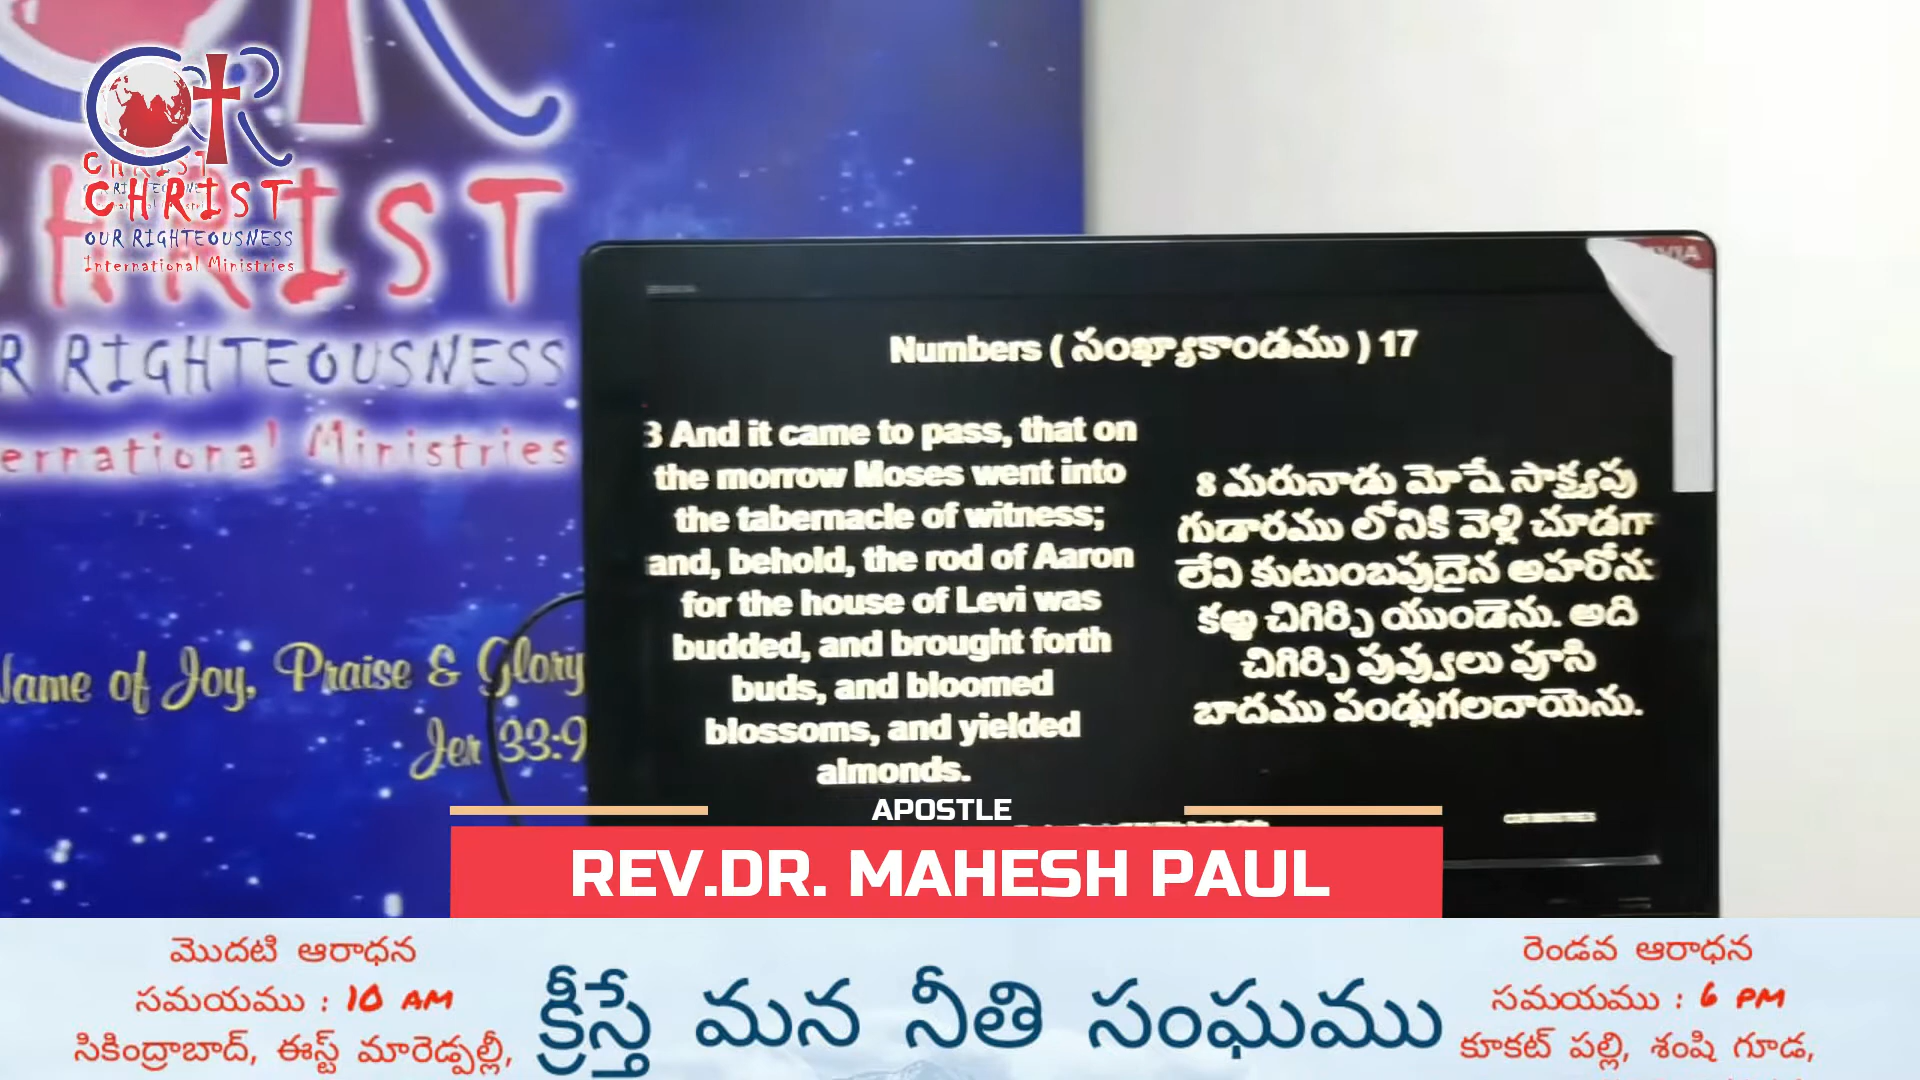 CHRIST
OUR RIGHTEOUSNESS
International Ministries
HRIST
R RIGHTEOUSNESS
ernational Ministries
Name of Joy, Praise & Glory
Jer 33:9
Numbers ( సంఖ్యాకాండము ) 17
8 And it came to pass, that on
the morrow Moses went into
the tabernacle of witness;
and, behold, the rod of Aaron
for the house of Levi was
budded, and brought forth
buds, and bloomed
blossoms, and yielded
almonds.
8 మరునాడు మోషే సాక్ష్యపు
గుడారము లోనికి వెళ్లి చూడగా
లేవి కుటుంబపుదైన అహరోను
కఱ్ఱ చిగిర్చి యుండెను. అది
చిగిర్చి పువ్వులు పూసి
బాదము పండ్లుగలదాయెను.
APOSTLE
REV.DR. MAHESH PAUL
మొదటి ఆరాధన
సమయము : 10 AM
సికింద్రాబాద్, ఈస్ట్ మారెడ్పల్లీ,
క్రీస్తే మన నీతి సంఘము
రెండవ ఆరాధన
సమయము : 6 PM
కూకట్ పల్లి, శంషి గూడ,